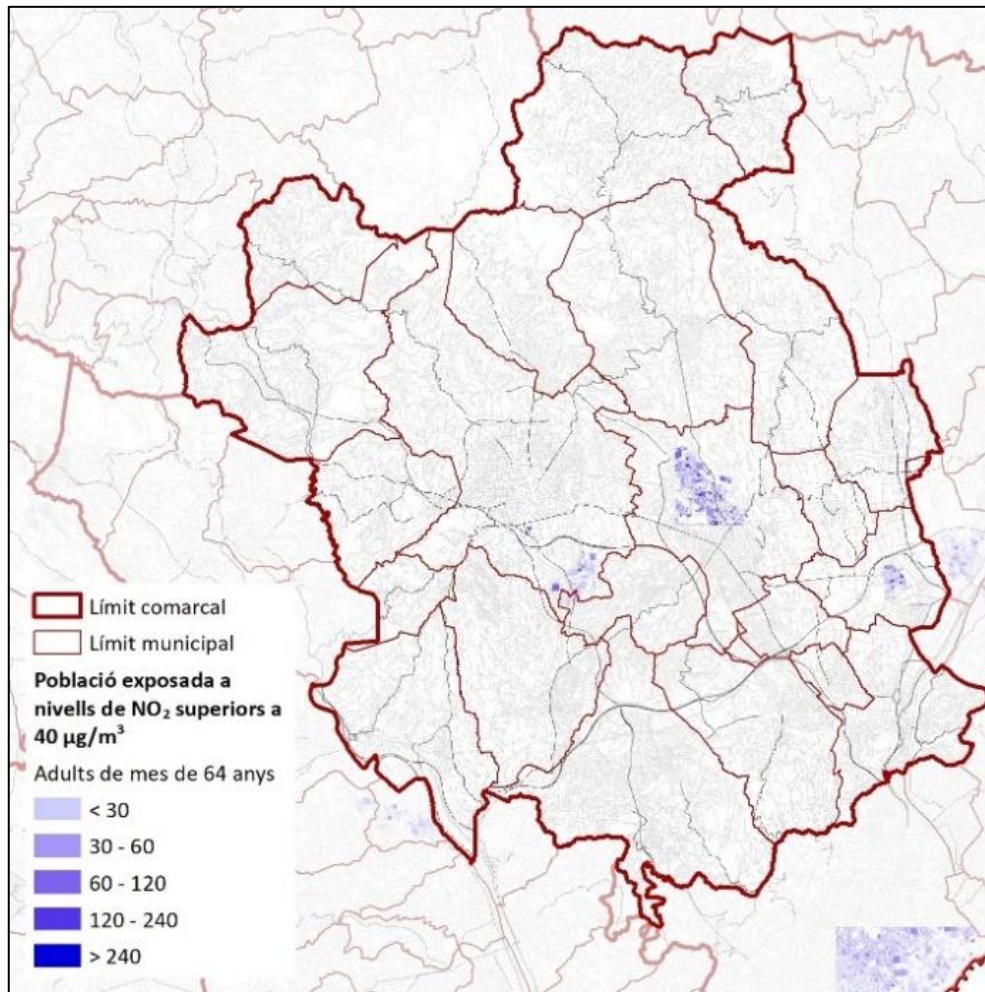 Límit comarcal
Límit municipal
Població exposada a
nivells de NO₂ superiors a
40 µg/m³
Adults de mes de 64 anys
< 30
30 - 60
60 - 120
120 - 240
> 240